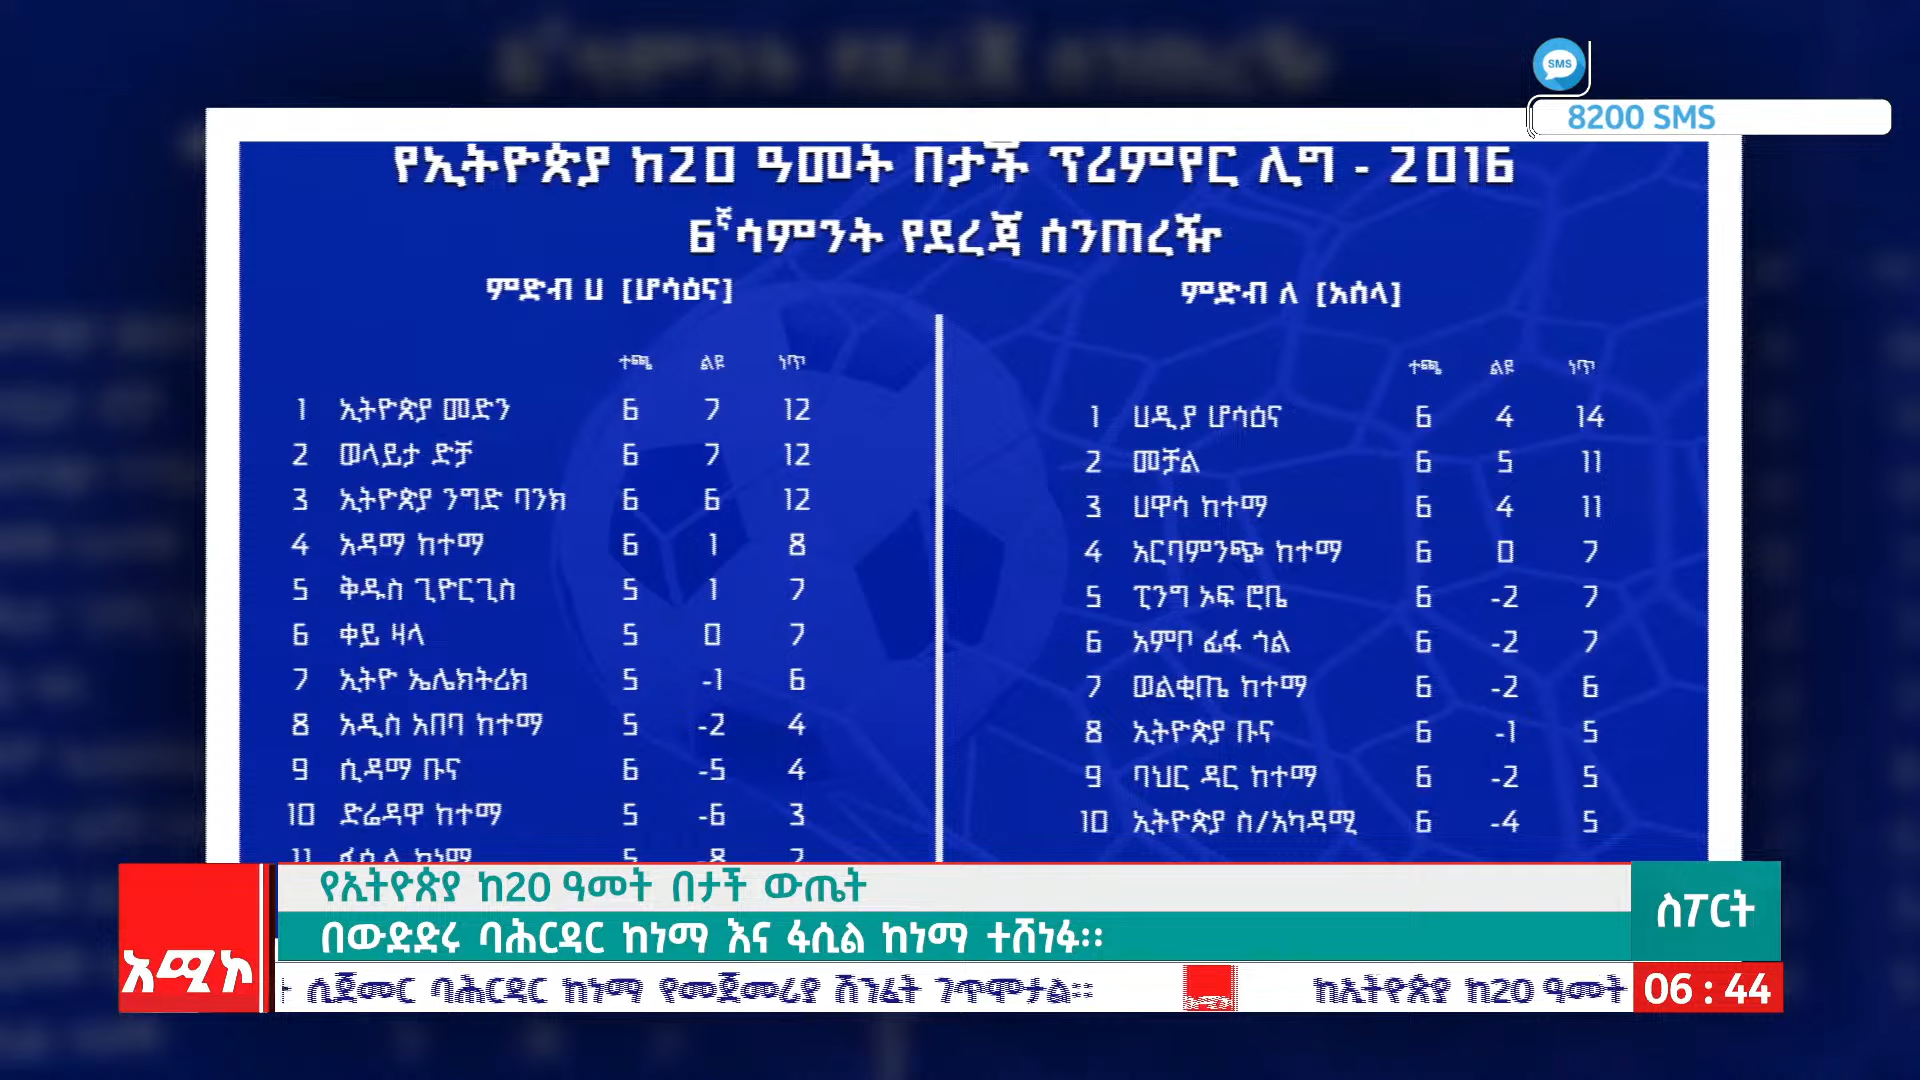 SMS
8200 SMS
የኢትዮጵያ ከ20 ዓመት በታች ፕሪምየር ሊግ - 2016
6ኛ ሳምንት የደረጃ ሰንጠረዥ
ምድብ ሀ [ሆሳዕና]
ተጫ ልዩ ነጥ
1 ኢትዮጵያ መድን 6 7 12
2 ወላይታ ድቻ 6 7 12
3 ኢትዮጵያ ንግድ ባንክ 6 6 12
4 አዳማ ከተማ 6 1 8
5 ቅዱስ ጊዮርጊስ 5 1 7
6 ቀይ ዛላ 5 0 7
7 ኢትዮ ኤሌክትሪክ 5 -1 6
8 አዲስ አበባ ከተማ 5 -2 4
9 ሲዳማ ቡና 6 -5 4
10 ድሬዳዋ ከተማ 5 -6 3
11 ፋሲል ከነማ 5 -8 2
ምድብ ለ [አሰላ]
ተጫ ልዩ ነጥ
1 ሀዲያ ሆሳዕና 6 4 14
2 መቻል 6 5 11
3 ሀዋሳ ከተማ 6 4 11
4 አርባምንጭ ከተማ 6 0 7
5 ፒንግ ኦፍ ሮቤ 6 -2 7
6 አምቦ ፊፋ ጎል 6 -2 7
7 ወልቂጤ ከተማ 6 -2 6
8 ኢትዮጵያ ቡና 6 -1 5
9 ባህር ዳር ከተማ 6 -2 5
10 ኢትዮጵያ ስ/አካዳሚ 6 -4 5
የኢትዮጵያ ከ20 ዓመት በታች ውጤት
በውድድሩ ባሕርዳር ከነማ እና ፋሲል ከነማ ተሸነፉ።
ስፖርት
አሚኮ
ሲጀመር ባሕርዳር ከነማ የመጀመሪያ ሽንፈት ገጥሞታል።
ከኢትዮጵያ ከ20 ዓመት
06 : 44